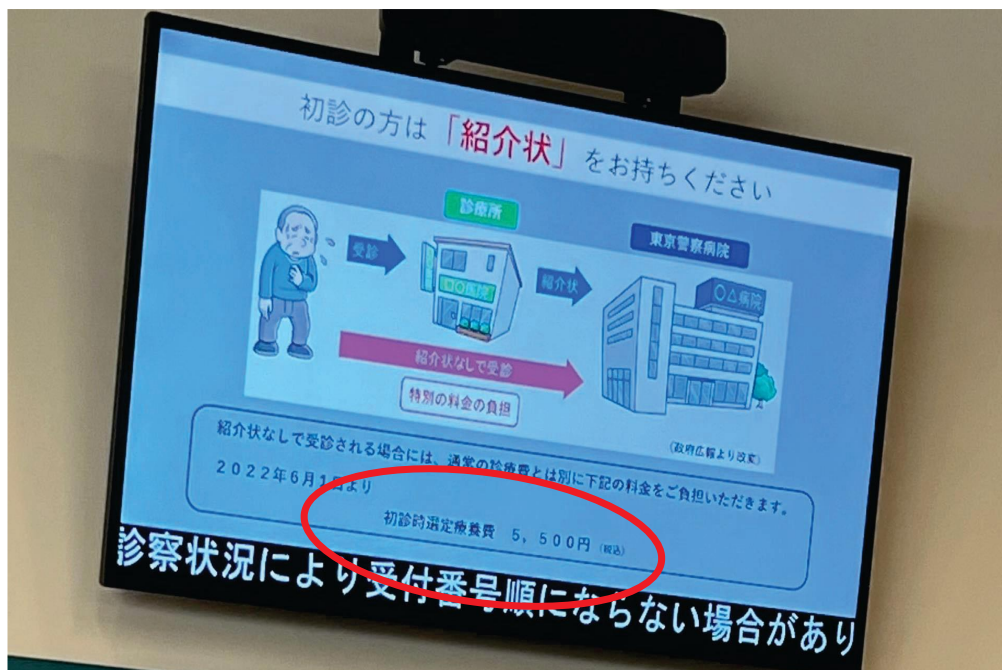 初診の方は「紹介状」をお持ちください
診療所
東京警察病院
受診
〇〇病院
紹介状
〇△病院
紹介状なしで受診
特別の料金の負担
(政府広報より改変)
紹介状なしで受診される場合には、通常の診療費とは別に下記の料金をご負担いただきます。
2022年6月1日より
初診時選定療養費 5,500円(税込)
診察状況により受付番号順にならない場合があり